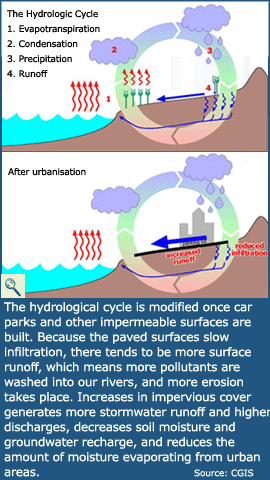 The Hydrologic Cycle
1. Evapotranspiration
2. Condensation
3. Precipitation
4. Runoff
2
3
1
4
After urbanisation
increased
runoff
reduced
infiltration
The hydrological cycle is modified once car
parks and other impermeable surfaces are
built. Because the paved surfaces slow
infiltration, there tends to be more surface
runoff, which means more pollutants are
washed into our rivers, and more erosion
takes place. Increases in impervious cover
generates more stormwater runoff and higher
discharges, decreases soil moisture and
groundwater recharge, and reduces the
amount of moisture evaporating from urban
areas.
Source: CGIS